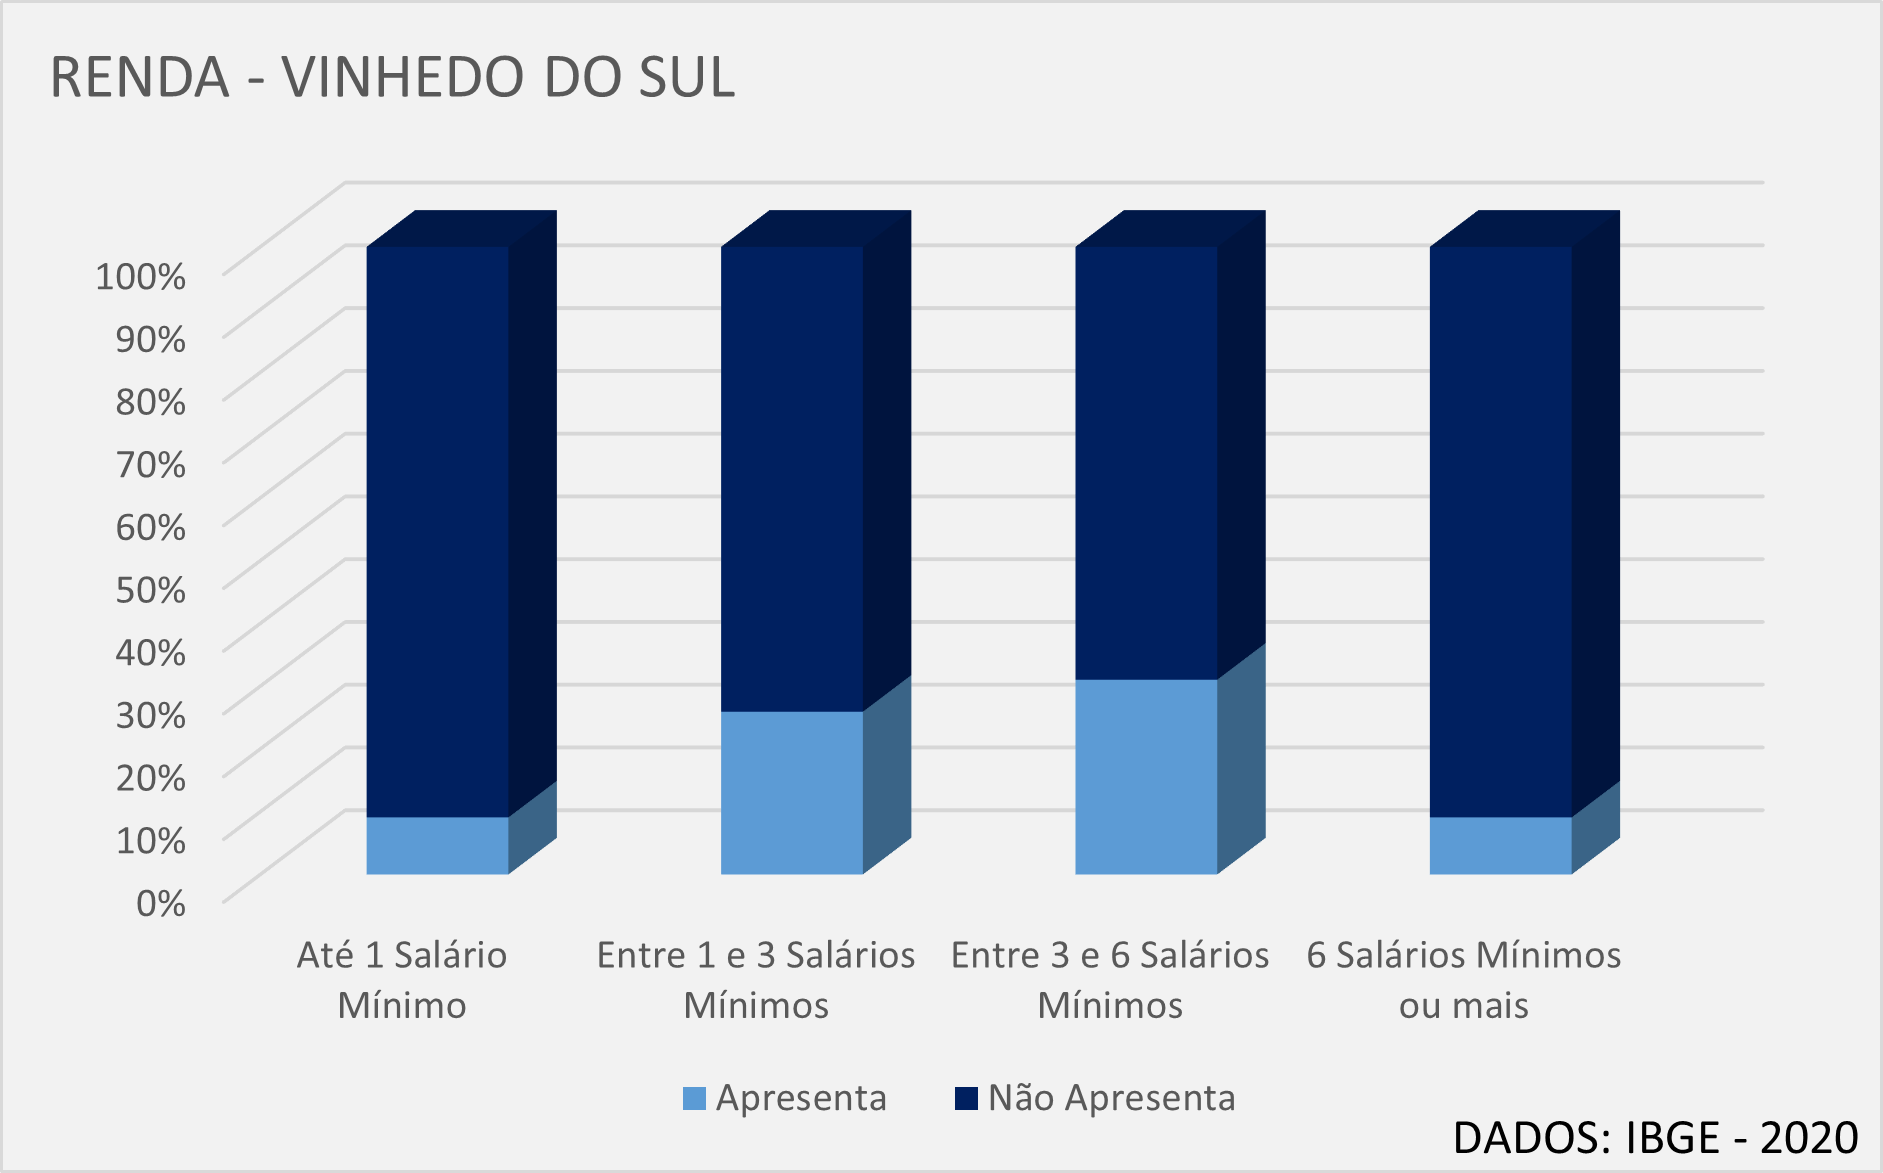 RENDA - VINHEDO DO SUL
100%
90%
80%
70%
60%
50%
40%
30%
20%
10%
0%
Até 1 Salário
Mínimo
Entre 1 e 3 Salários
Mínimos
Entre 3 e 6 Salários
Mínimos
6 Salários Mínimos
ou mais
Apresenta
Não Apresenta
DADOS: IBGE - 2020